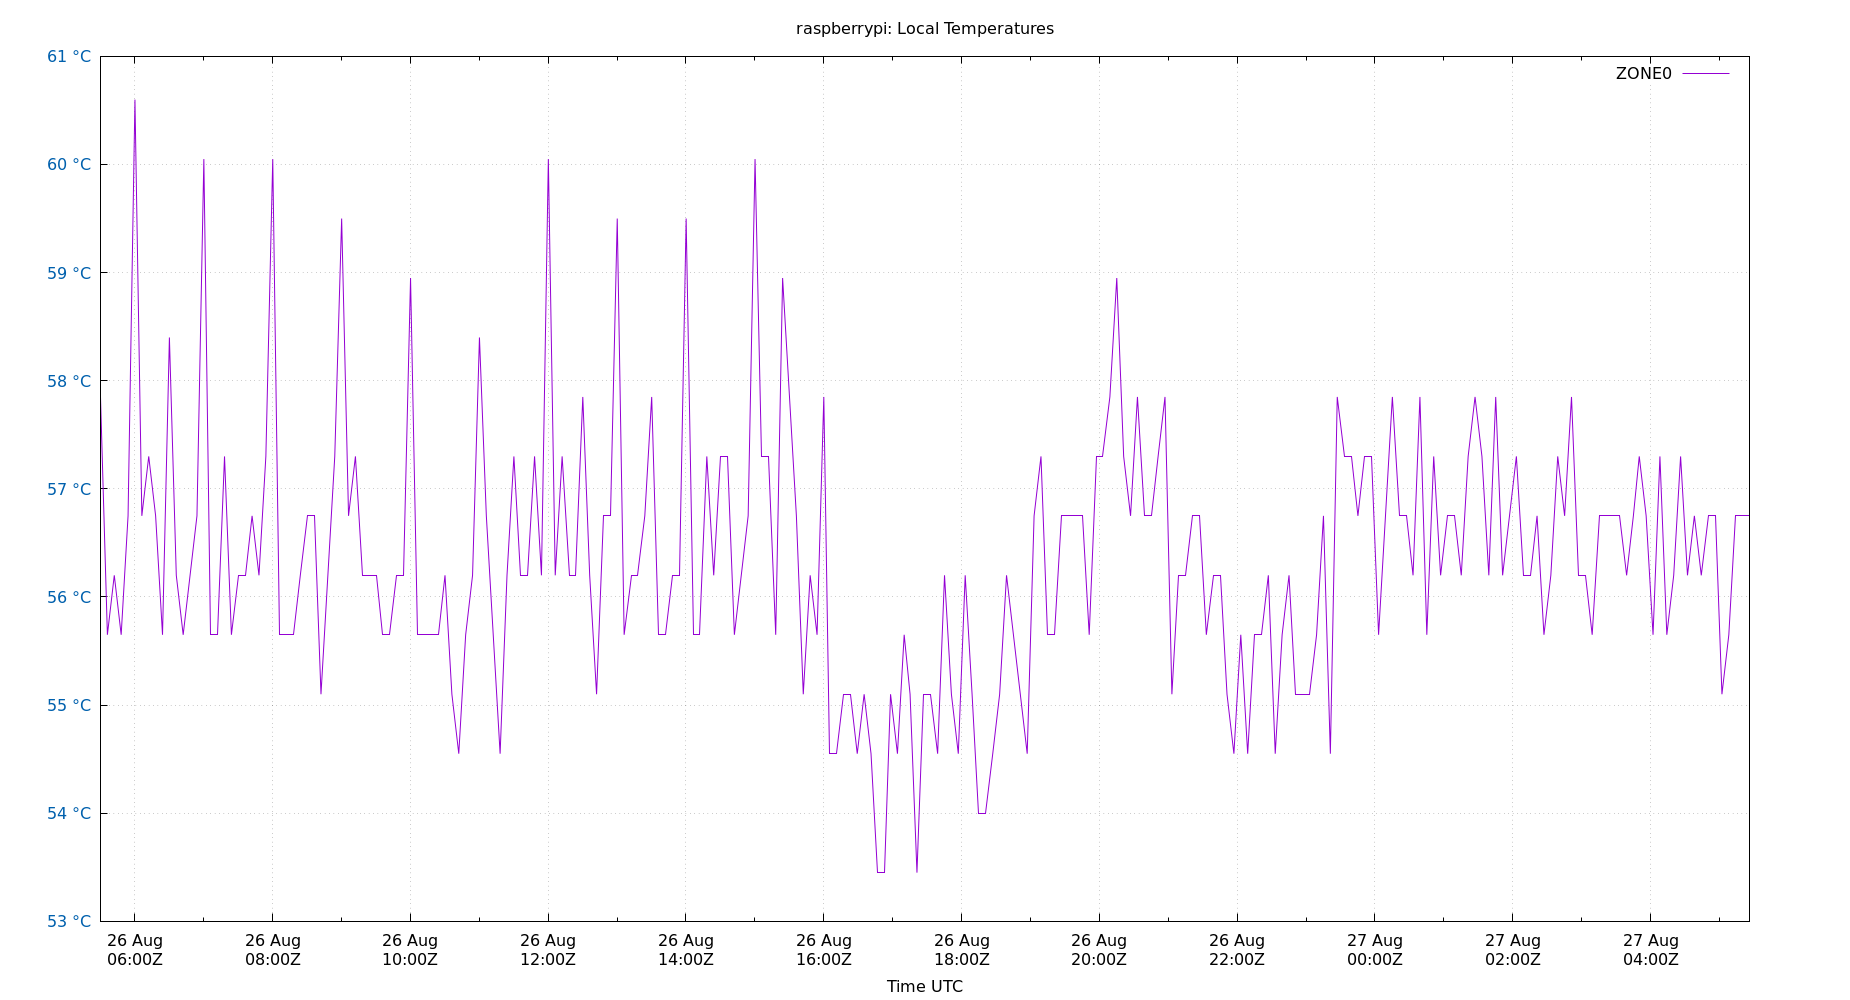 raspberrypi: Local Temperatures
61 °C
ZONE0
60 °C
59 °C
58 °C
57 °C
56 °C
55 °C
54 °C
53 °C
26 Aug 26 Aug 26 Aug 26 Aug 26 Aug 26 Aug 26 Aug 26 Aug 26 Aug 27 Aug 27 Aug 27 Aug
06:00Z 08:00Z 10:00Z 12:00Z 14:00Z 16:00Z 18:00Z 20:00Z 22:00Z 00:00Z 02:00Z 04:00Z
Time UTC